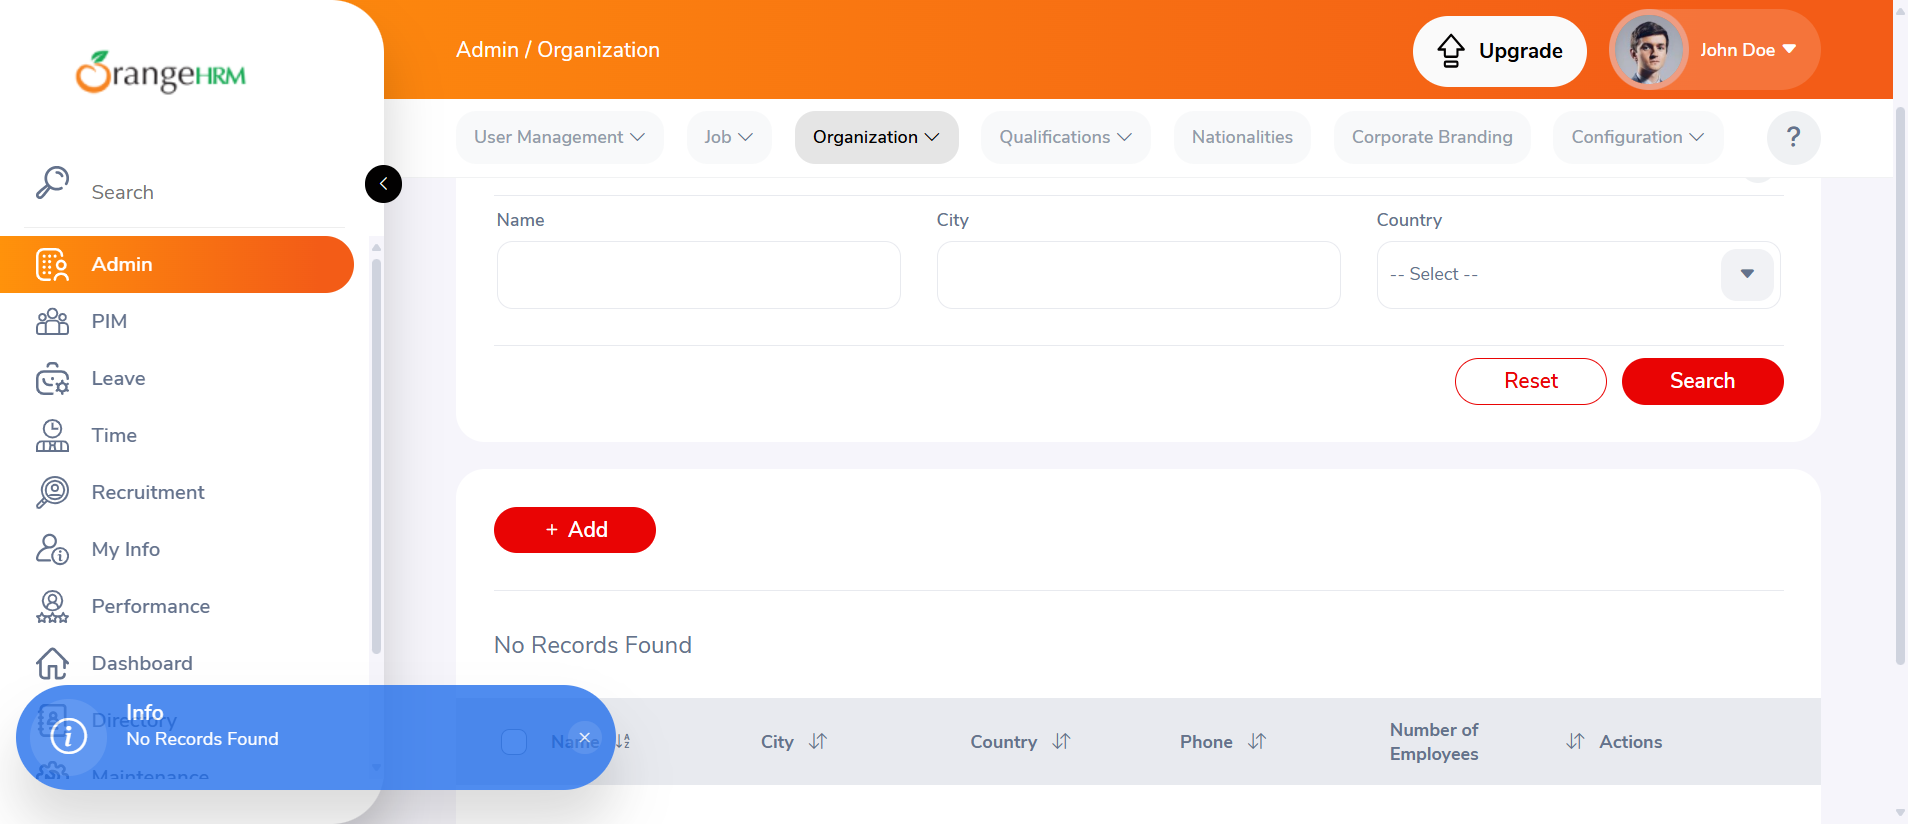 OrangeHRM
Admin / Organization
Upgrade
John Doe
User Management
Job
Organization
Qualifications
Nationalities
Corporate Branding
Configuration
?
Search
Admin
PIM
Leave
Time
Recruitment
My Info
Performance
Dashboard
Directory
Maintenance
Name
City
Country
-- Select --
Reset
Search
+ Add
No Records Found
Name
City
Country
Phone
Number of
Employees
Actions
Info
No Records Found